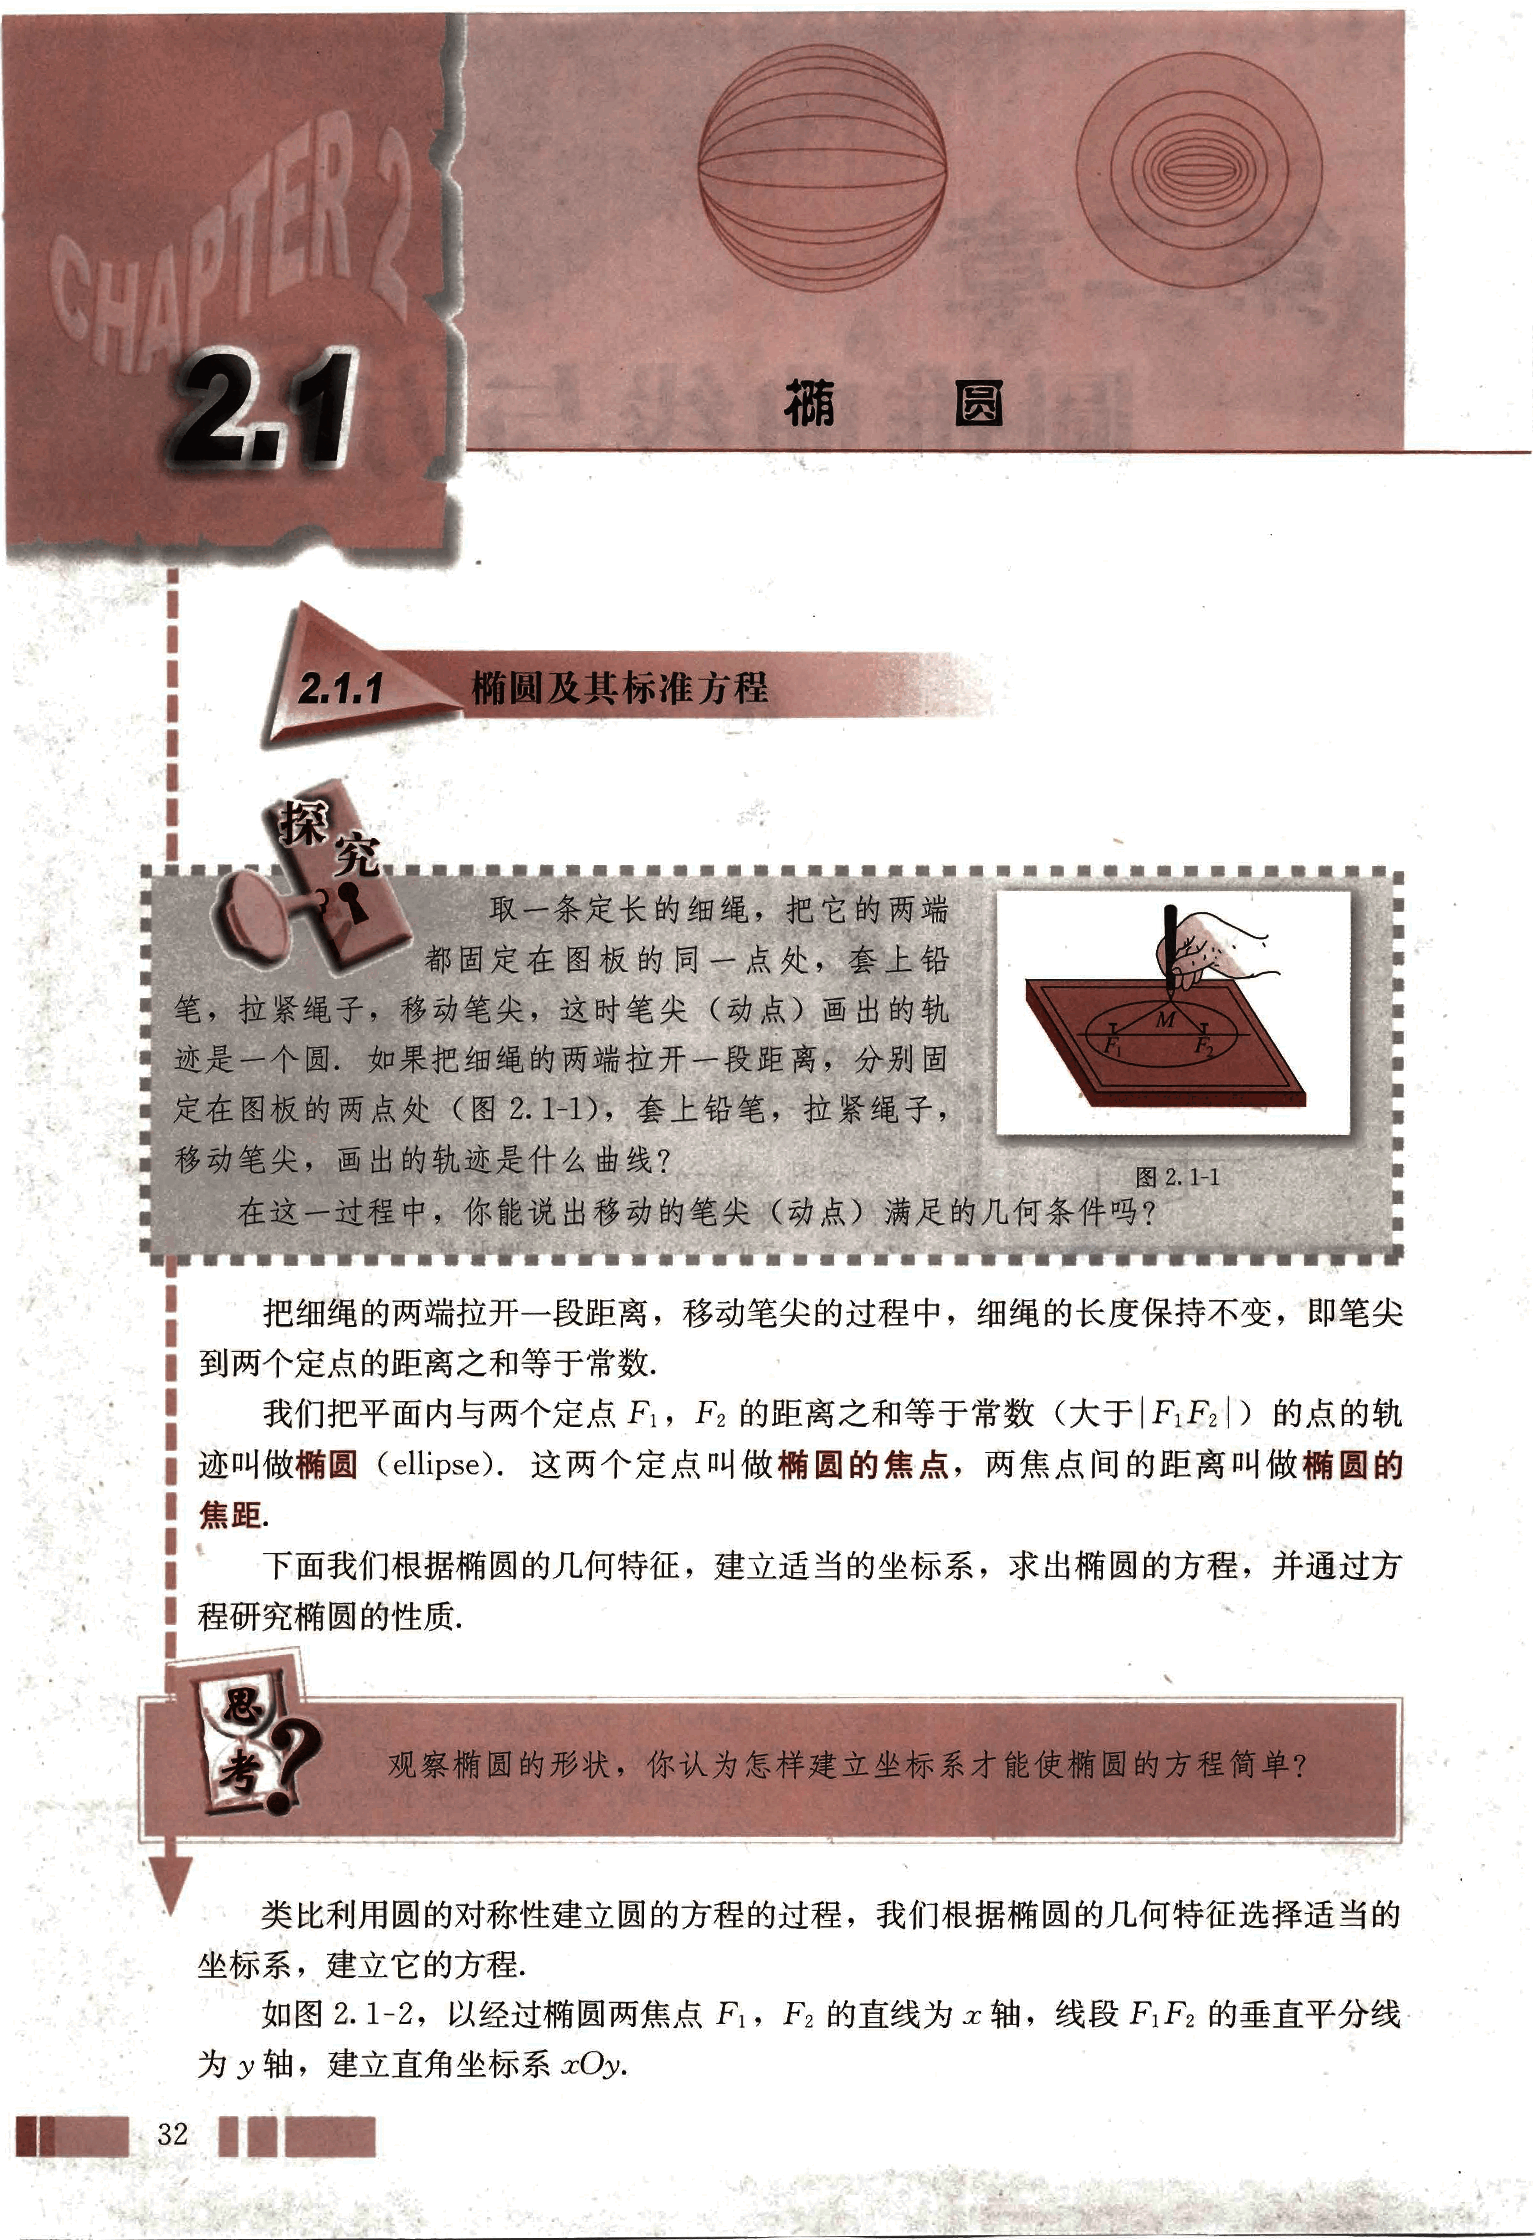 CHAPTER 2
2.1
椭 圆
2.1.1 椭圆及其标准方程
探究
取一条定长的细绳，把它的两端
都固定在图板的同一点处，套上铅
笔，拉紧绳子，移动笔尖，这时笔尖（动点）画出的轨
迹是一个圆．如果把细绳的两端拉开一段距离，分别固
定在图板的两点处（图 2.1-1），套上铅笔，拉紧绳子，
移动笔尖，画出的轨迹是什么曲线？
M
F₁ F₂
图 2.1-1
在这一过程中，你能说出移动的笔尖（动点）满足的几何条件吗？
把细绳的两端拉开一段距离，移动笔尖的过程中，细绳的长度保持不变，即笔尖
到两个定点的距离之和等于常数．
我们把平面内与两个定点 F₁，F₂ 的距离之和等于常数（大于|F₁F₂|）的点的轨
迹叫做椭圆（ellipse）．这两个定点叫做椭圆的焦点，两焦点间的距离叫做椭圆的
焦距．
下面我们根据椭圆的几何特征，建立适当的坐标系，求出椭圆的方程，并通过方
程研究椭圆的性质．
思考？
观察椭圆的形状，你认为怎样建立坐标系才能使椭圆的方程简单？
类比利用圆的对称性建立圆的方程的过程，我们根据椭圆的几何特征选择适当的
坐标系，建立它的方程．
如图 2.1-2，以经过椭圆两焦点 F₁，F₂ 的直线为 x 轴，线段 F₁F₂ 的垂直平分线
为 y 轴，建立直角坐标系 xOy.
32